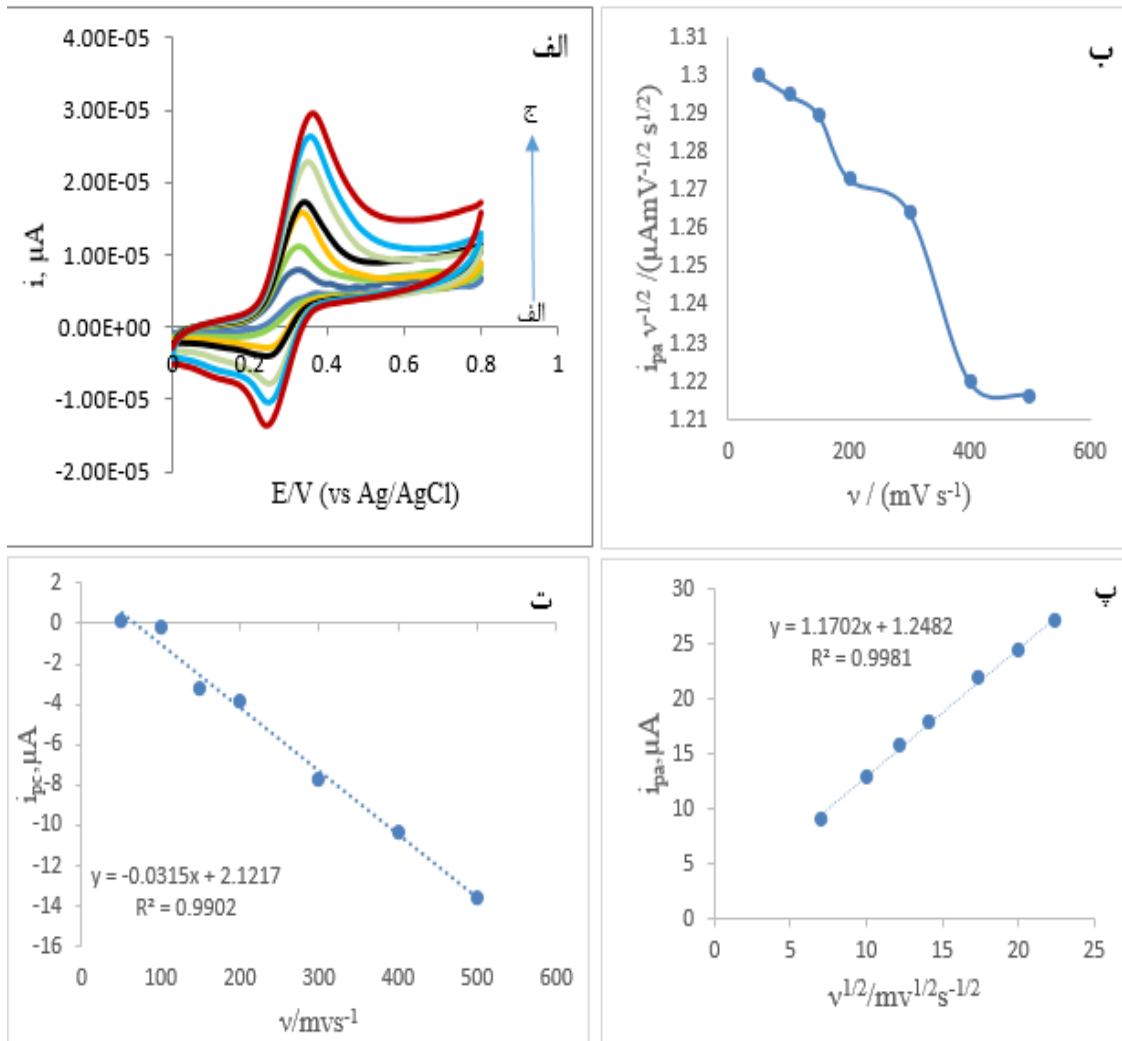 الف
4.00E-05
3.00E-05
2.00E-05
1.00E-05
0.00E+00
-1.00E-05
-2.00E-05
i, µA
0 0.2 0.4 0.6 0.8 1
E/V (vs Ag/AgCl)
ج
الف
ب
1.31
1.3
1.29
1.28
1.27
1.26
1.25
1.24
1.23
1.22
1.21
ipa ν-1/2 /(µAmV-1/2 s1/2)
0 200 400 600
ν / (mV s-1)
ت
2
0
-2
-4
-6
-8
-10
-12
-14
-16
ipc,µA
y = -0.0315x + 2.1217
R² = 0.9902
0 100 200 300 400 500 600
ν/mvs-1
پ
30
25
20
15
10
5
0
ipa,µA
y = 1.1702x + 1.2482
R² = 0.9981
0 5 10 15 20 25
ν1/2/mv1/2s-1/2